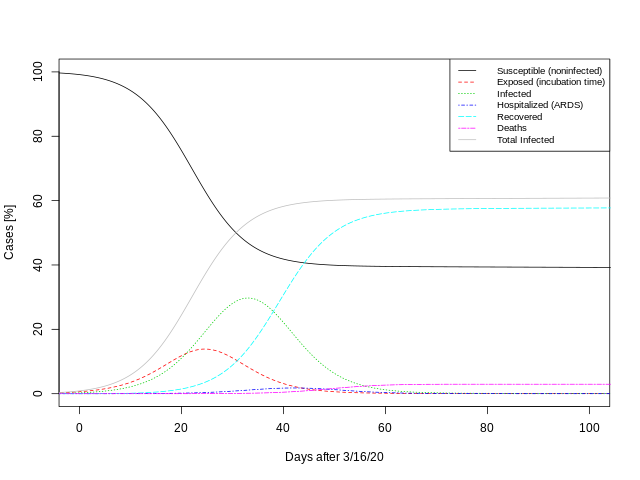 Susceptible (noninfected)
Exposed (incubation time)
Infected
Hospitalized (ARDS)
Recovered
Deaths
Total Infected
Cases [%]
100
80
60
40
20
0
0 20 40 60 80 100
Days after 3/16/20